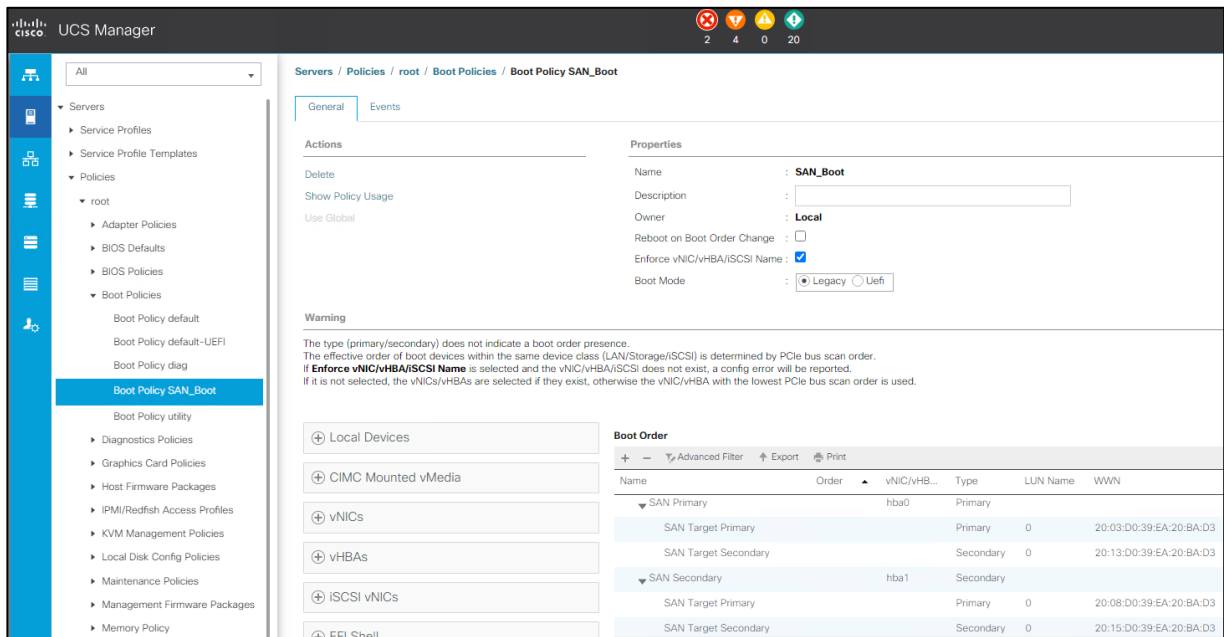 CISCO. UCS Manager
2 4 0 20
All
Servers
Service Profiles
Service Profile Templates
Policies
root
Adapter Policies
BIOS Defaults
BIOS Policies
Boot Policies
Boot Policy default
Boot Policy default-UEFI
Boot Policy diag
Boot Policy SAN_Boot
Boot Policy utility
Diagnostics Policies
Graphics Card Policies
Host Firmware Packages
IPMI/Redfish Access Profiles
KVM Management Policies
Local Disk Config Policies
Maintenance Policies
Management Firmware Packages
Memory Policy
Servers / Policies / root / Boot Policies / Boot Policy SAN_Boot
General Events
Actions
Delete
Show Policy Usage
Use Global
Properties
Name : SAN_Boot
Description :
Owner : Local
Reboot on Boot Order Change :
Enforce vNIC/vHBA/iSCSI Name :
Boot Mode : Legacy Uefi
Warning
The type (primary/secondary) does not indicate a boot order presence.
The effective order of boot devices within the same device class (LAN/Storage/iSCSI) is determined by PCIe bus scan order.
If Enforce vNIC/vHBA/iSCSI Name is selected and the vNIC/vHBA/iSCSI does not exist, a config error will be reported.
If it is not selected, the vNICs/vHBAs are selected if they exist, otherwise the vNIC/vHBA with the lowest PCIe bus scan order is used.
Local Devices
CIMC Mounted vMedia
vNICs
vHBAs
iSCSI vNICs
EFI Shell
Boot Order
+ − Advanced Filter Export Print
Name Order vNIC/vHB... Type LUN Name WWN
SAN Primary hba0 Primary
SAN Target Primary Primary 0 20:03:D0:39:EA:20:BA:D3
SAN Target Secondary Secondary 0 20:13:D0:39:EA:20:BA:D3
SAN Secondary hba1 Secondary
SAN Target Primary Primary 0 20:08:D0:39:EA:20:BA:D3
SAN Target Secondary Secondary 0 20:15:D0:39:EA:20:BA:D3